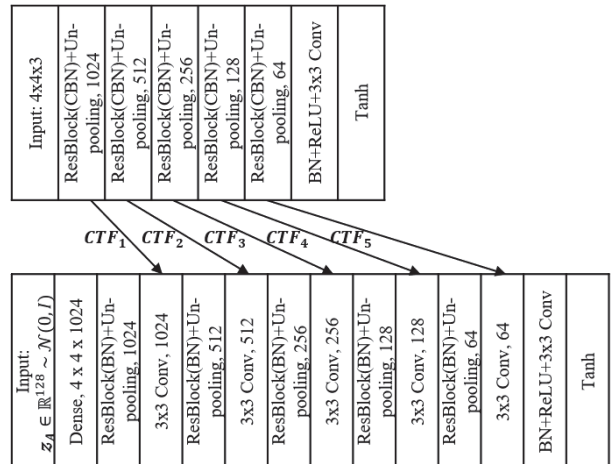 Input: 4x4x3
ResBlock(CBN)+Un-
pooling, 1024
ResBlock(CBN)+Un-
pooling, 512
ResBlock(CBN)+Un-
pooling, 256
ResBlock(CBN)+Un-
pooling, 128
ResBlock(CBN)+Un-
pooling, 64
BN+ReLU+3x3 Conv
Tanh
CTF₁ CTF₂ CTF₃ CTF₄ CTF₅
Input:
z_A ∈ ℝ¹²⁸ ~ 𝒩(0, I)
Dense, 4 x 4 x 1024
ResBlock(BN)+Un-
pooling, 1024
3x3 Conv, 1024
ResBlock(BN)+Un-
pooling, 512
3x3 Conv, 512
ResBlock(BN)+Un-
pooling, 256
3x3 Conv, 256
ResBlock(BN)+Un-
pooling, 128
3x3 Conv, 128
ResBlock(BN)+Un-
pooling, 64
3x3 Conv, 64
BN+ReLU+3x3 Conv
Tanh